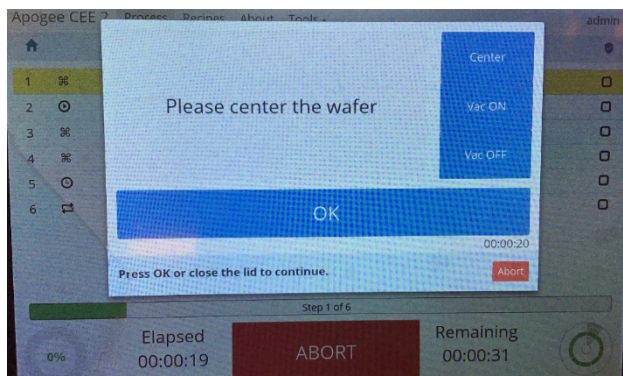 Apogee CEE 2 Process Recipes About Tools admin
Center
1
Please center the wafer
Vac ON
2
3
Vac OFF
4
5
6
OK
00:00:20
Press OK or close the lid to continue.
Abort
Step 1 of 6
Elapsed
Remaining
0%
00:00:19
ABORT
00:00:31